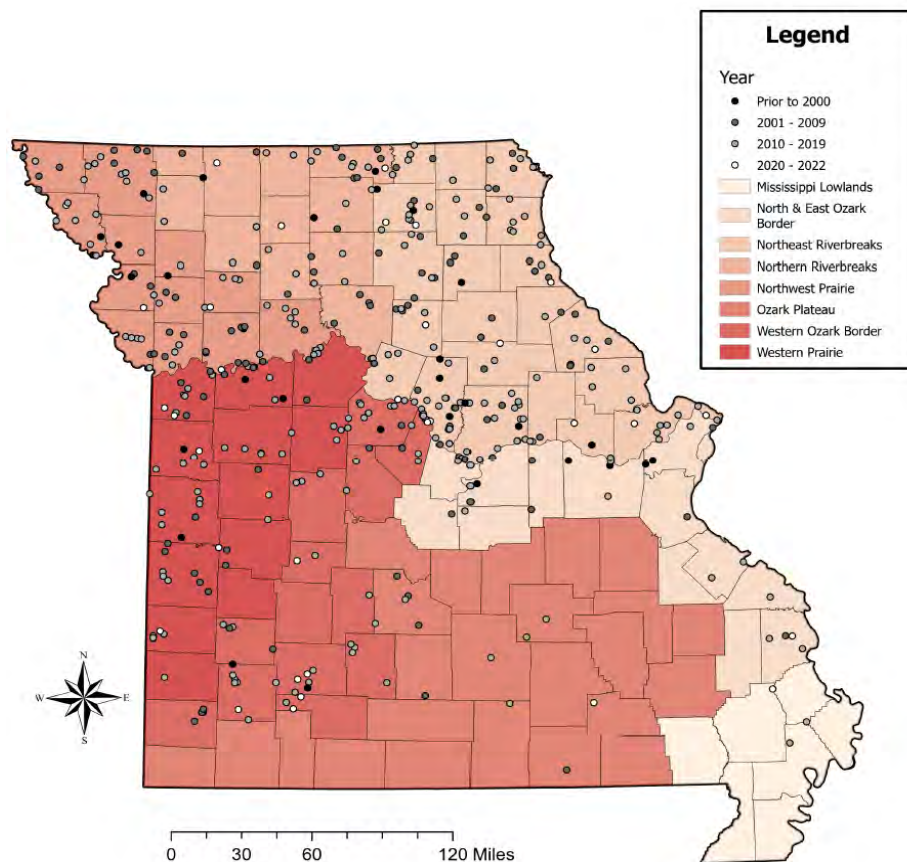 Legend
Year
Prior to 2000
2001 - 2009
2010 - 2019
2020 - 2022
Mississippi Lowlands
North & East Ozark
Border
Northeast Riverbreaks
Northern Riverbreaks
Northwest Prairie
Ozark Plateau
Western Ozark Border
Western Prairie
N
W E
S
0 30 60 120 Miles